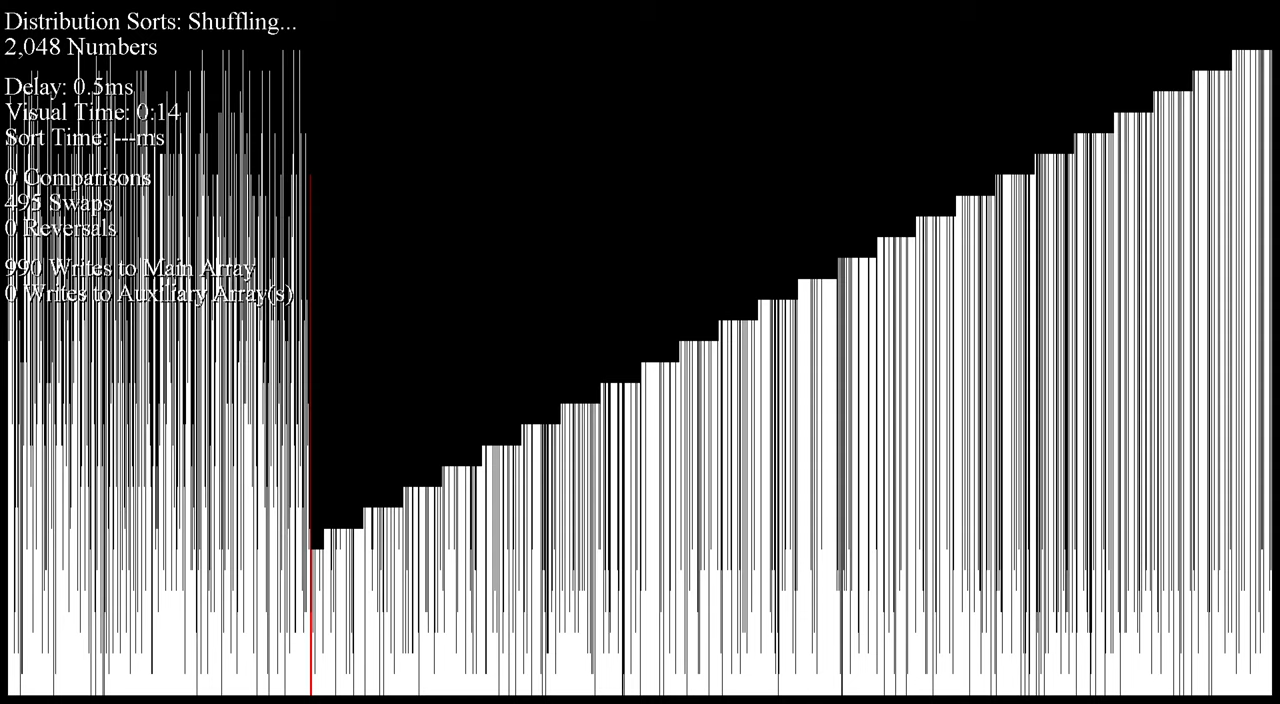 Distribution Sorts: Shuffling...
2,048 Numbers
Delay: 0.5ms
Visual Time: 0:14
Sort Time: ---ms
0 Comparisons
495 Swaps
0 Reversals
990 Writes to Main Array
0 Writes to Auxiliary Array(s)